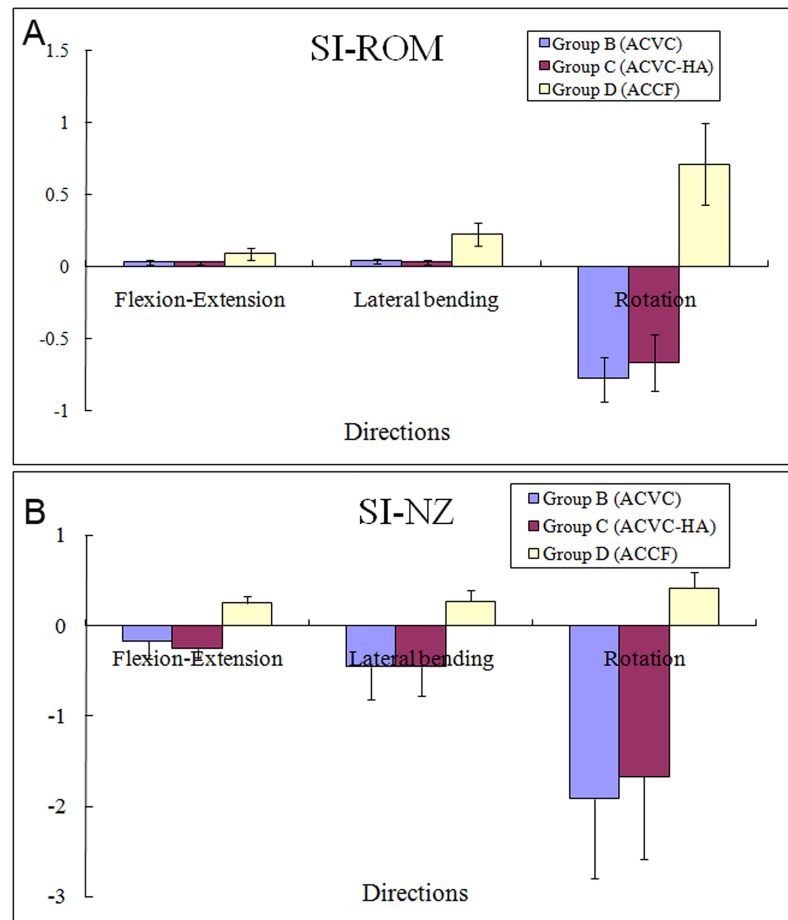 A
SI-ROM
Group B (ACVC)
Group C (ACVC-HA)
Group D (ACCF)
1.5
1
0.5
0
-0.5
-1
Flexion-Extension
Lateral bending
Rotation
Directions
B
SI-NZ
Group B (ACVC)
Group C (ACVC-HA)
Group D (ACCF)
1
0
-1
-2
-3
Flexion-Extension
Lateral bending
Rotation
Directions